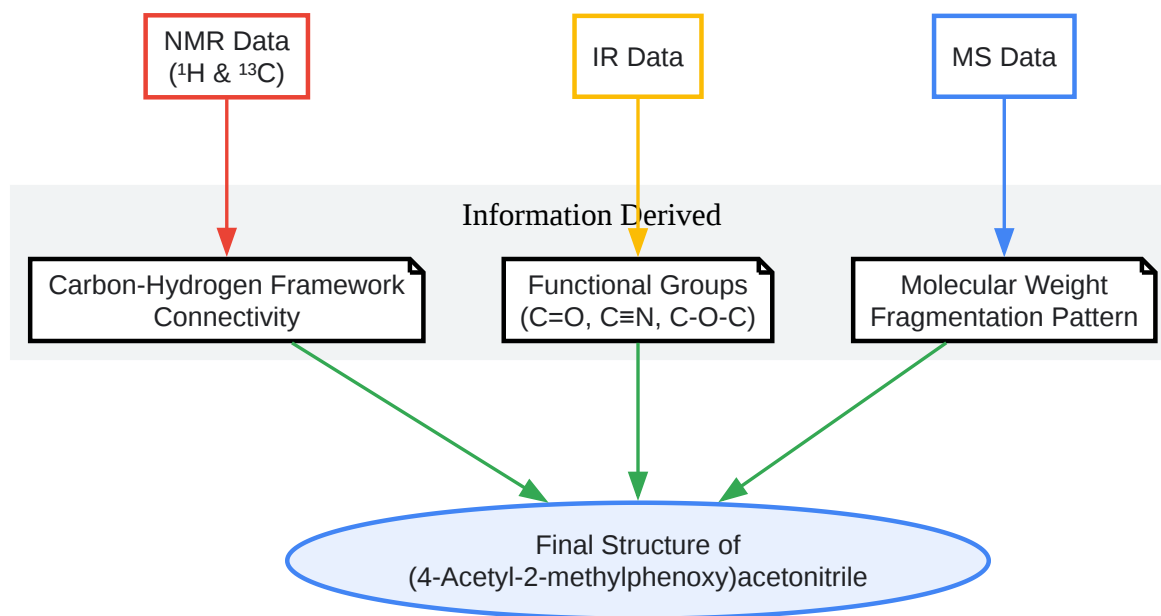 NMR Data
(¹H & ¹³C)
IR Data
MS Data
Information Derived
Carbon-Hydrogen Framework
Connectivity
Functional Groups
(C=O, C≡N, C-O-C)
Molecular Weight
Fragmentation Pattern
Final Structure of
(4-Acetyl-2-methylphenoxy)acetonitrile